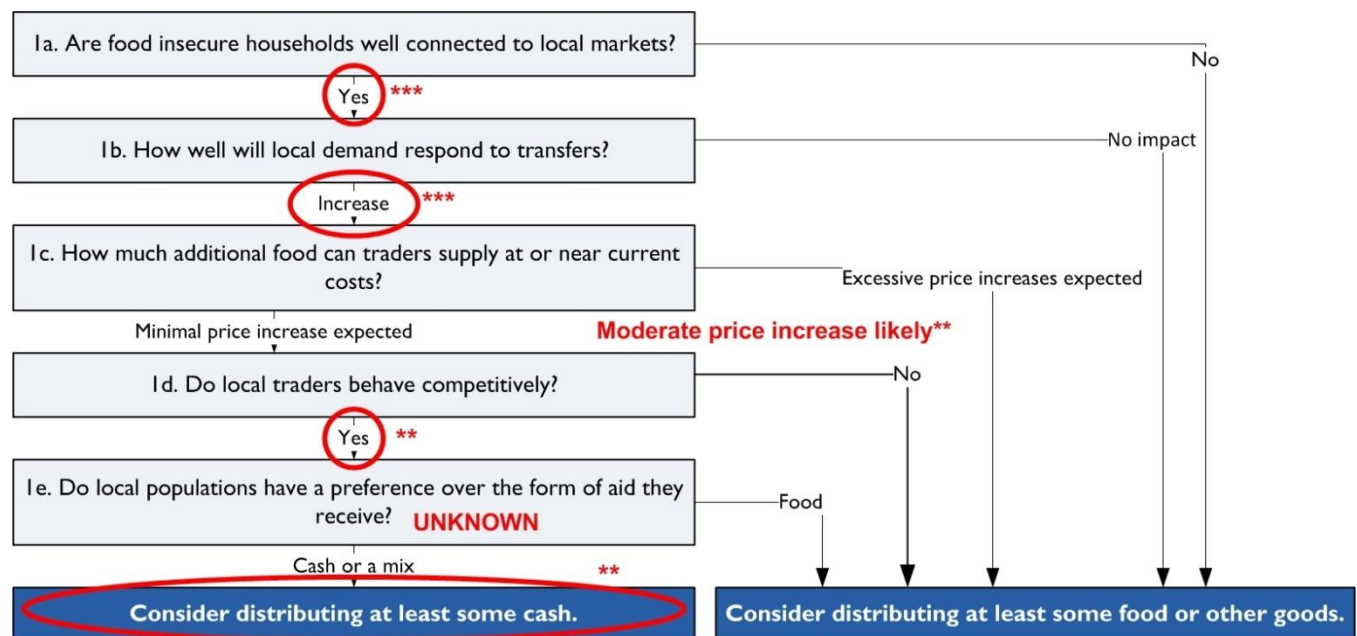 1a. Are food insecure households well connected to local markets?
No
Yes ***
1b. How well will local demand respond to transfers?
No impact
Increase ***
1c. How much additional food can traders supply at or near current
costs?
Excessive price increases expected
Minimal price increase expected
Moderate price increase likely**
1d. Do local traders behave competitively?
No
Yes **
1e. Do local populations have a preference over the form of aid they
receive? UNKNOWN
Food
Cash or a mix **
Consider distributing at least some cash.
Consider distributing at least some food or other goods.